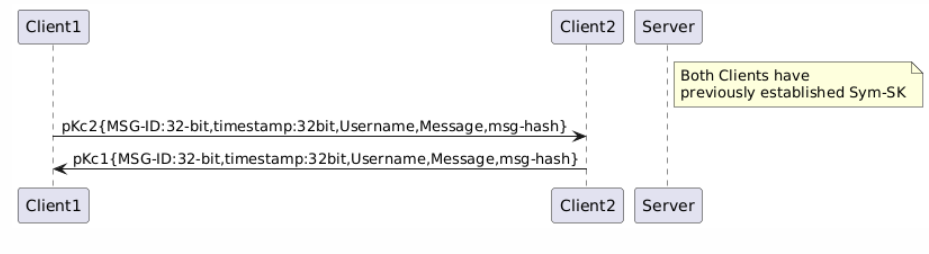 Client1 Client2 Server
Both Clients have
previously established Sym-SK
pKc2{MSG-ID:32-bit,timestamp:32bit,Username,Message,msg-hash}
pKc1{MSG-ID:32-bit,timestamp:32bit,Username,Message,msg-hash}
Client1 Client2 Server